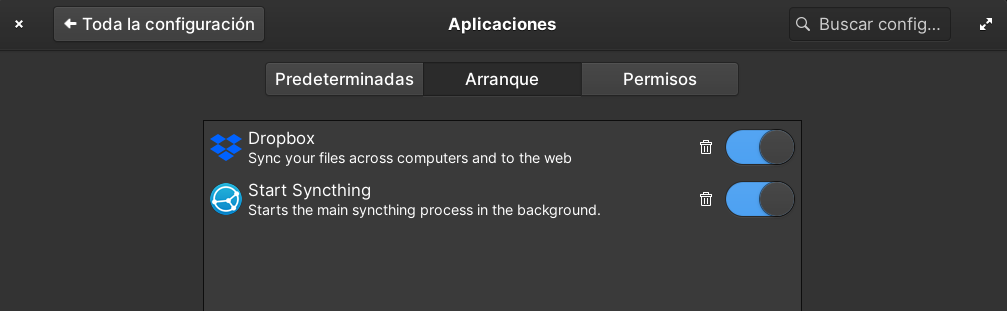 Toda la configuración
Aplicaciones
Buscar config...
Predeterminadas
Arranque
Permisos
Dropbox
Sync your files across computers and to the web
Start Syncthing
Starts the main syncthing process in the background.